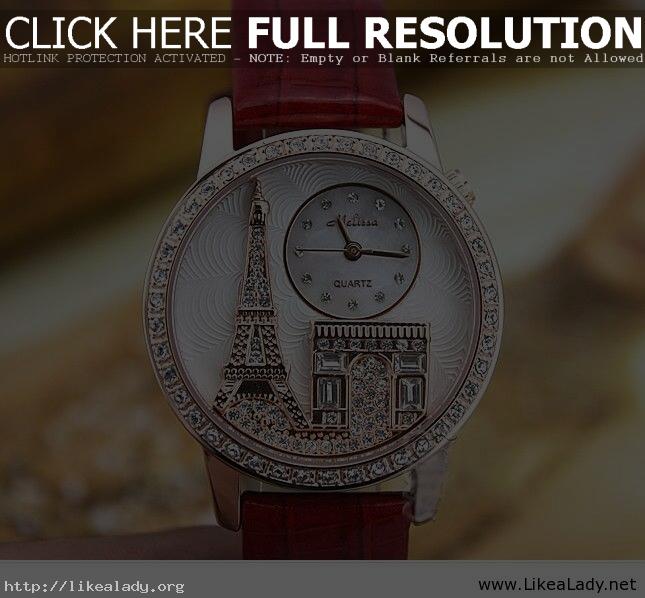 CLICK HERE FULL RESOLUTION
HOTLINK PROTECTION ACTIVATED - NOTE: Empty or Blank Referrals are not Allowed
Melissa
QUARTZ
http://likealady.org
www.LikeaLady.net